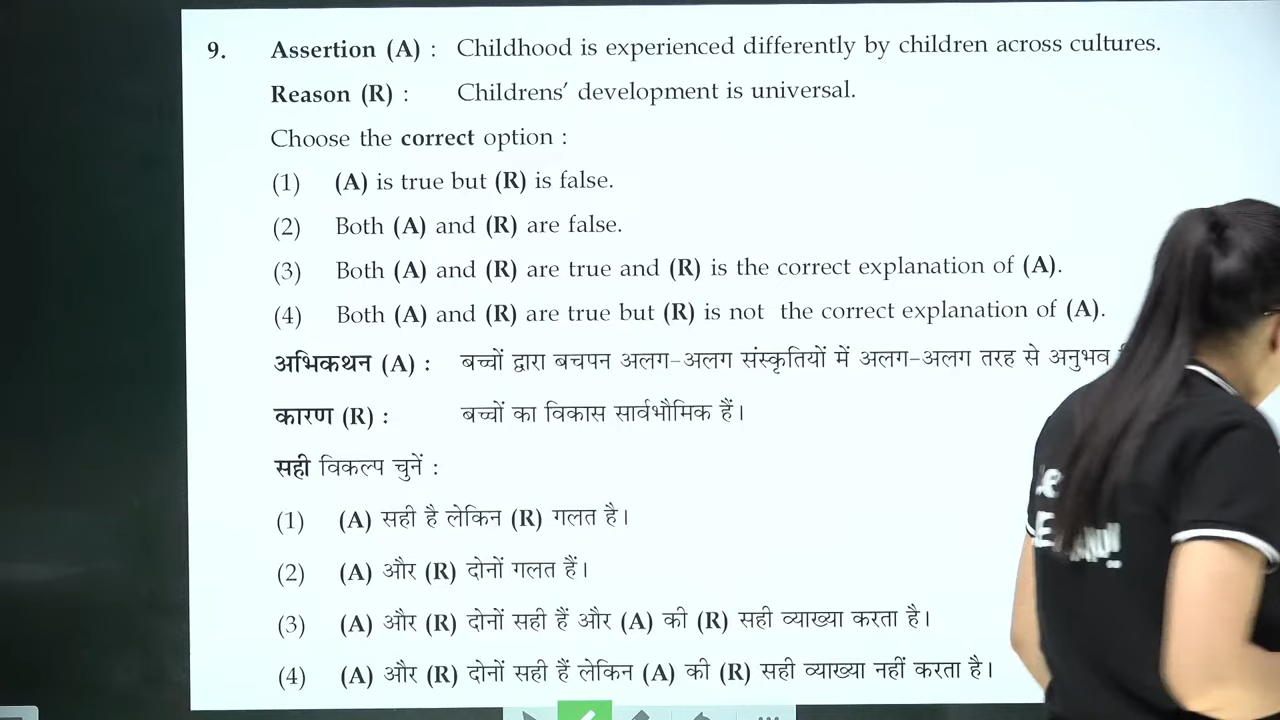 9. Assertion (A) : Childhood is experienced differently by children across cultures.
Reason (R) : Childrens' development is universal.
Choose the correct option :
(1) (A) is true but (R) is false.
(2) Both (A) and (R) are false.
(3) Both (A) and (R) are true and (R) is the correct explanation of (A).
(4) Both (A) and (R) are true but (R) is not the correct explanation of (A).
अभिकथन (A) : बच्चों द्वारा बचपन अलग-अलग संस्कृतियों में अलग-अलग तरह से अनुभव
कारण (R) : बच्चों का विकास सार्वभौमिक हैं।
सही विकल्प चुनें :
(1) (A) सही है लेकिन (R) गलत है।
(2) (A) और (R) दोनों गलत हैं।
(3) (A) और (R) दोनों सही हैं और (A) की (R) सही व्याख्या करता है।
(4) (A) और (R) दोनों सही हैं लेकिन (A) की (R) सही व्याख्या नहीं करता है।